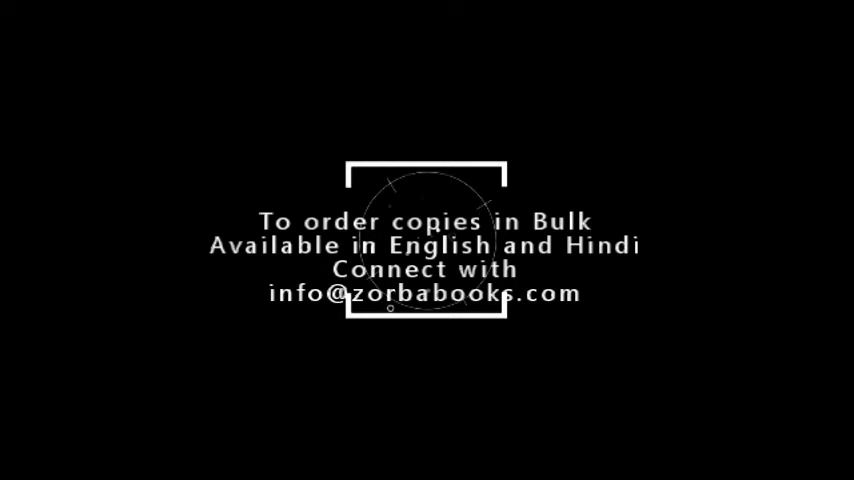 To order copies in Bulk
Available in English and Hindi
Connect with
info@zorbabooks.com